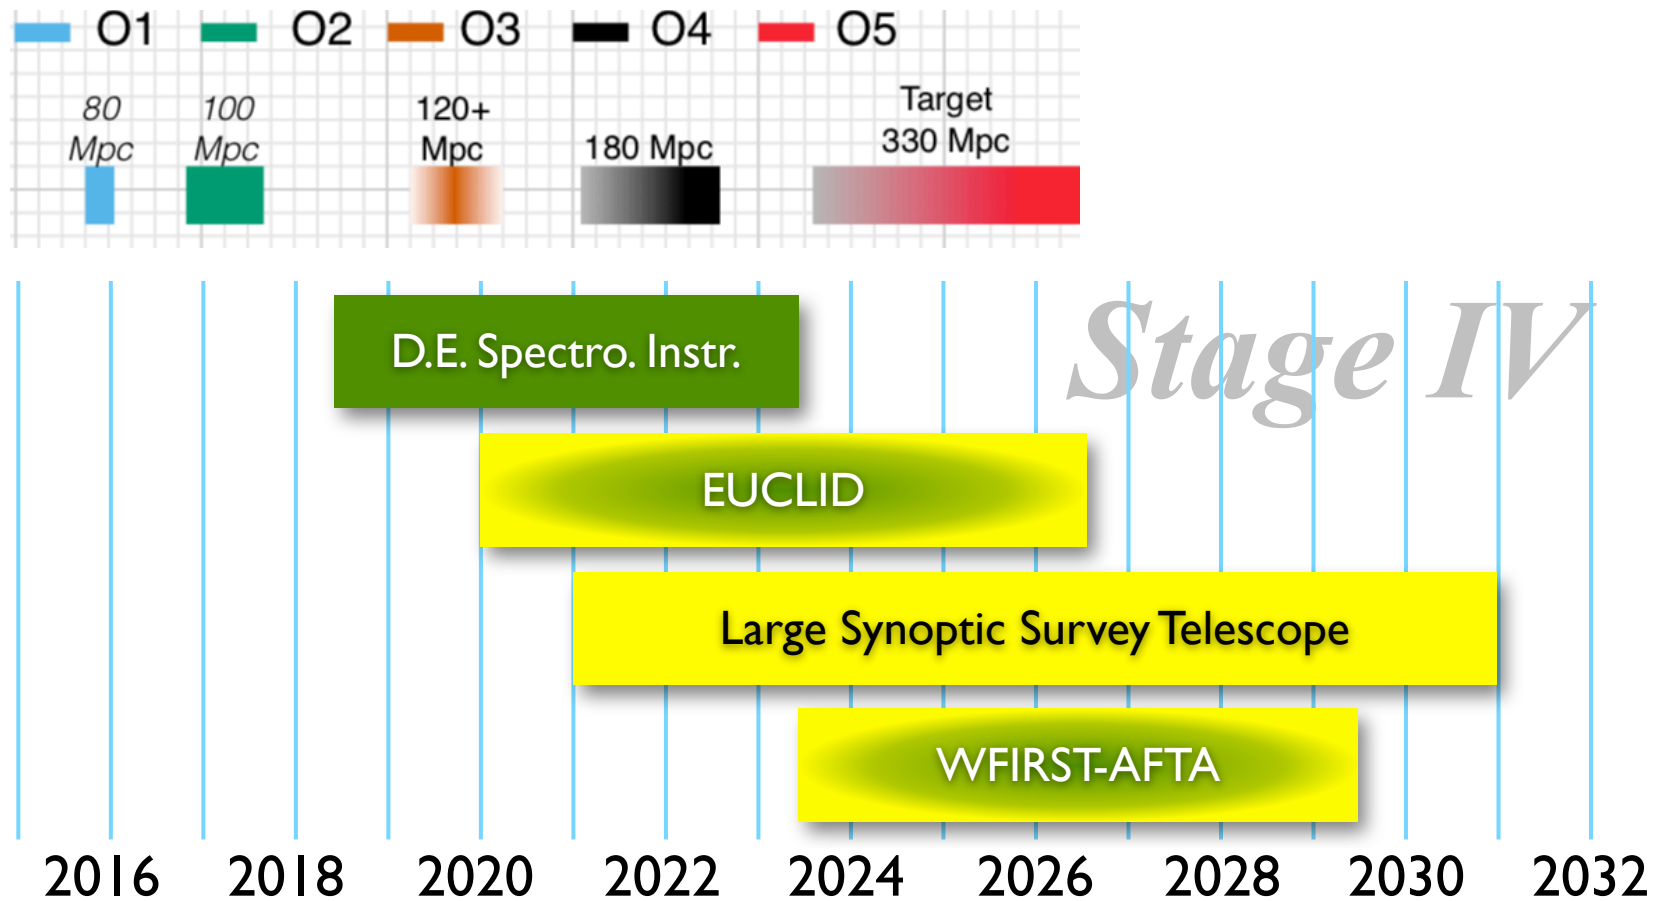 O1 O2 O3 O4 O5
80 Mpc
100 Mpc
120+ Mpc
180 Mpc
Target 330 Mpc
Stage IV
D.E. Spectro. Instr.
EUCLID
Large Synoptic Survey Telescope
WFIRST-AFTA
2016 2018 2020 2022 2024 2026 2028 2030 2032